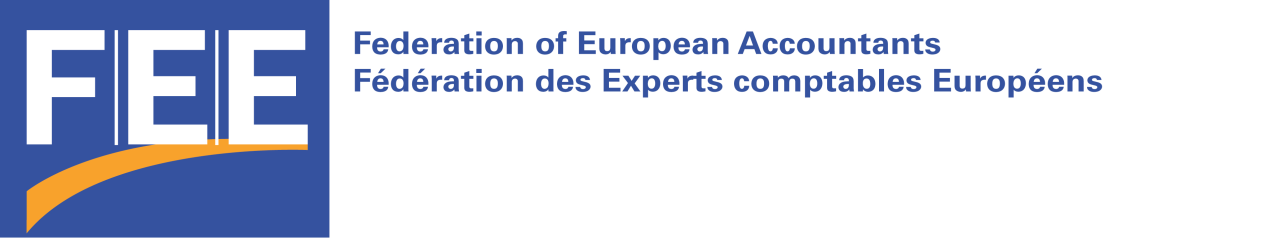 FEE
Federation of European Accountants
Fédération des Experts comptables Européens